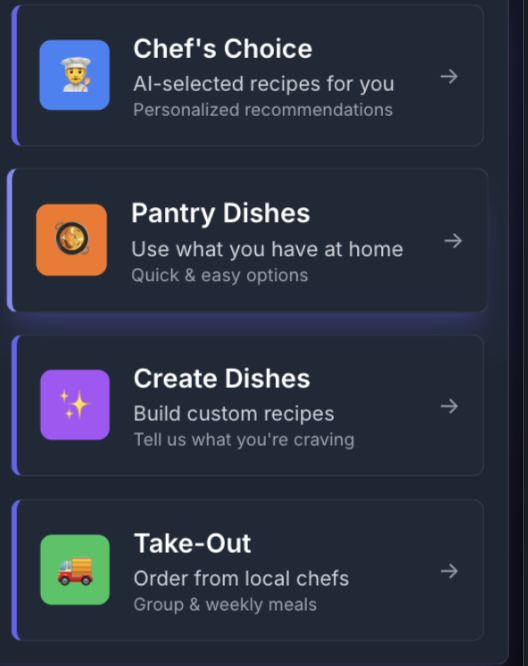 Chef's Choice
AI-selected recipes for you
Personalized recommendations
Pantry Dishes
Use what you have at home
Quick & easy options
Create Dishes
Build custom recipes
Tell us what you're craving
Take-Out
Order from local chefs
Group & weekly meals